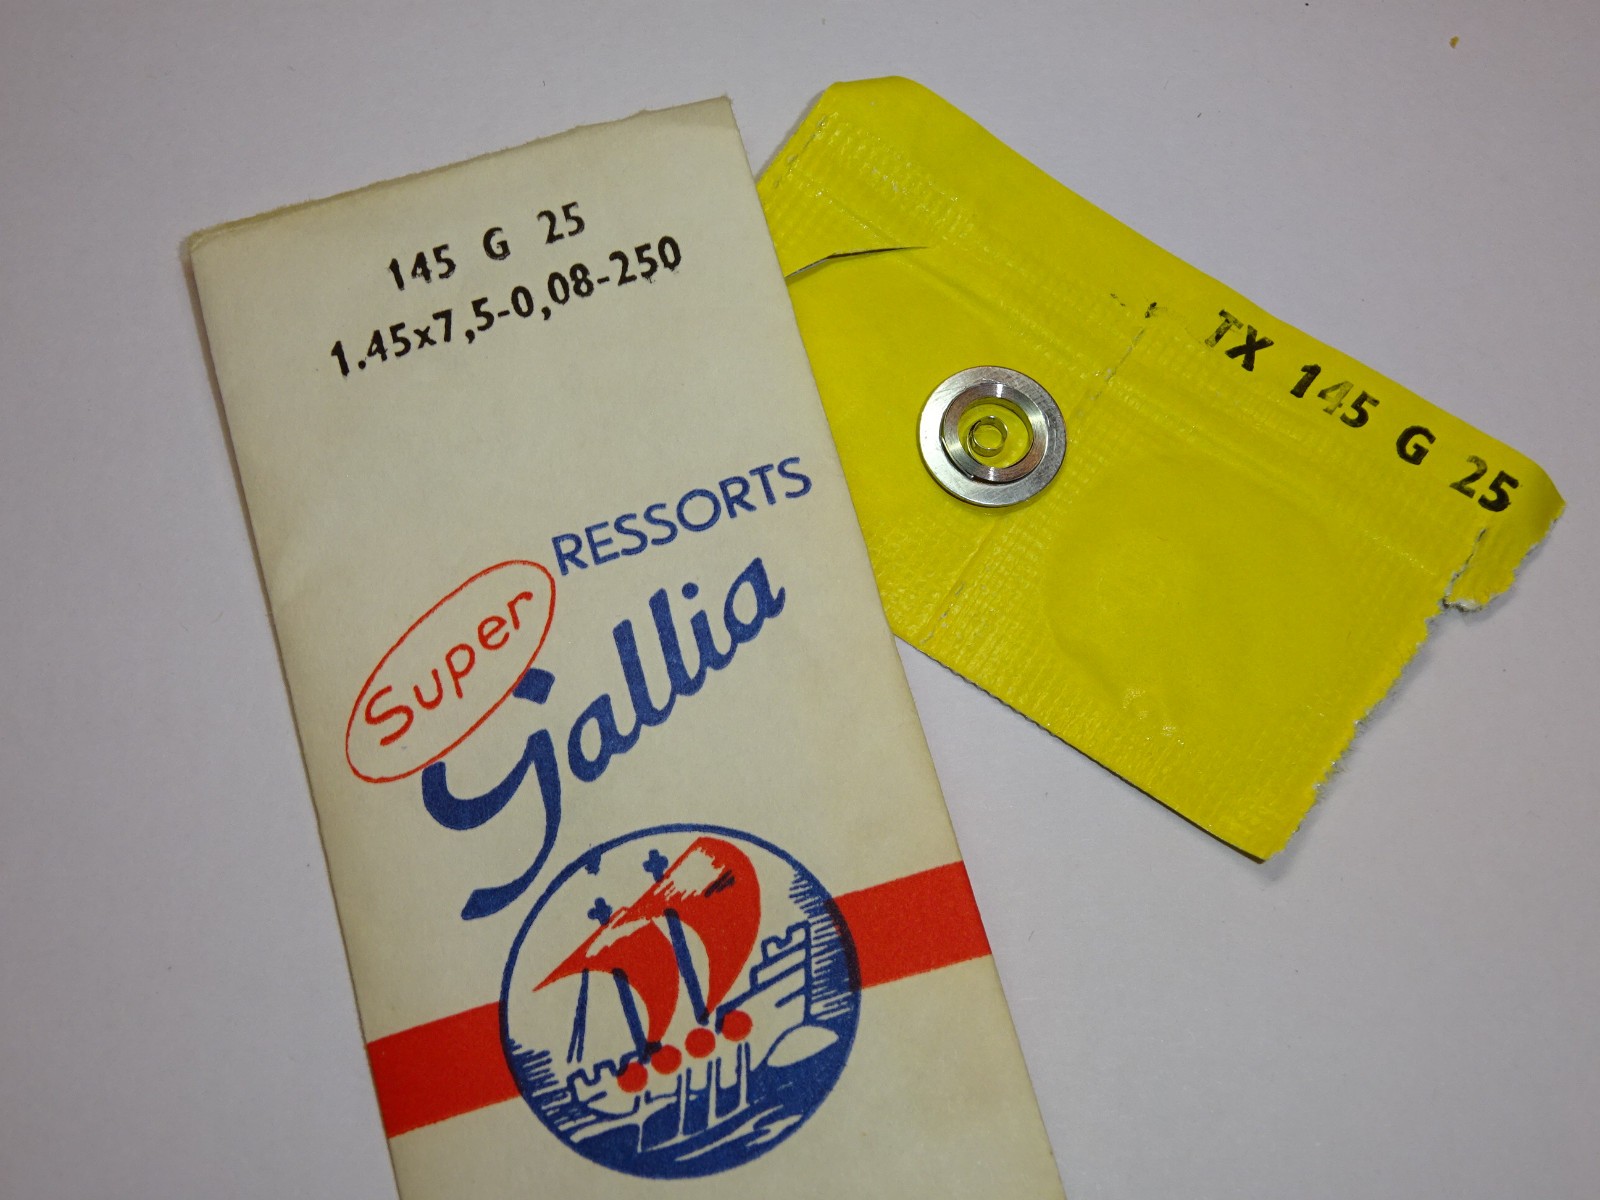 145 G 25
1.45x7,5-0,08-250
RESSORTS
Super
Gallia
TX 145 G 25